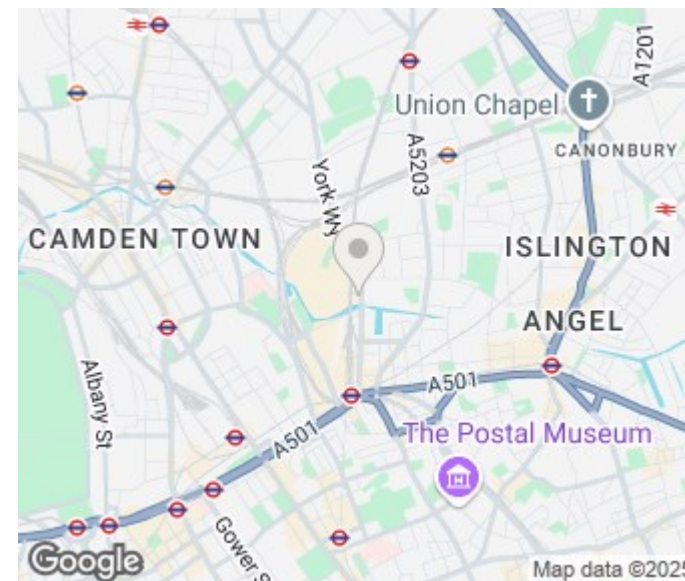 A1201
Union Chapel
CANONBURY
A5203
York Wy
CAMDEN TOWN
ISLINGTON
ANGEL
Albany St
A501
A501
The Postal Museum
Gower S
Google
Map data ©2025